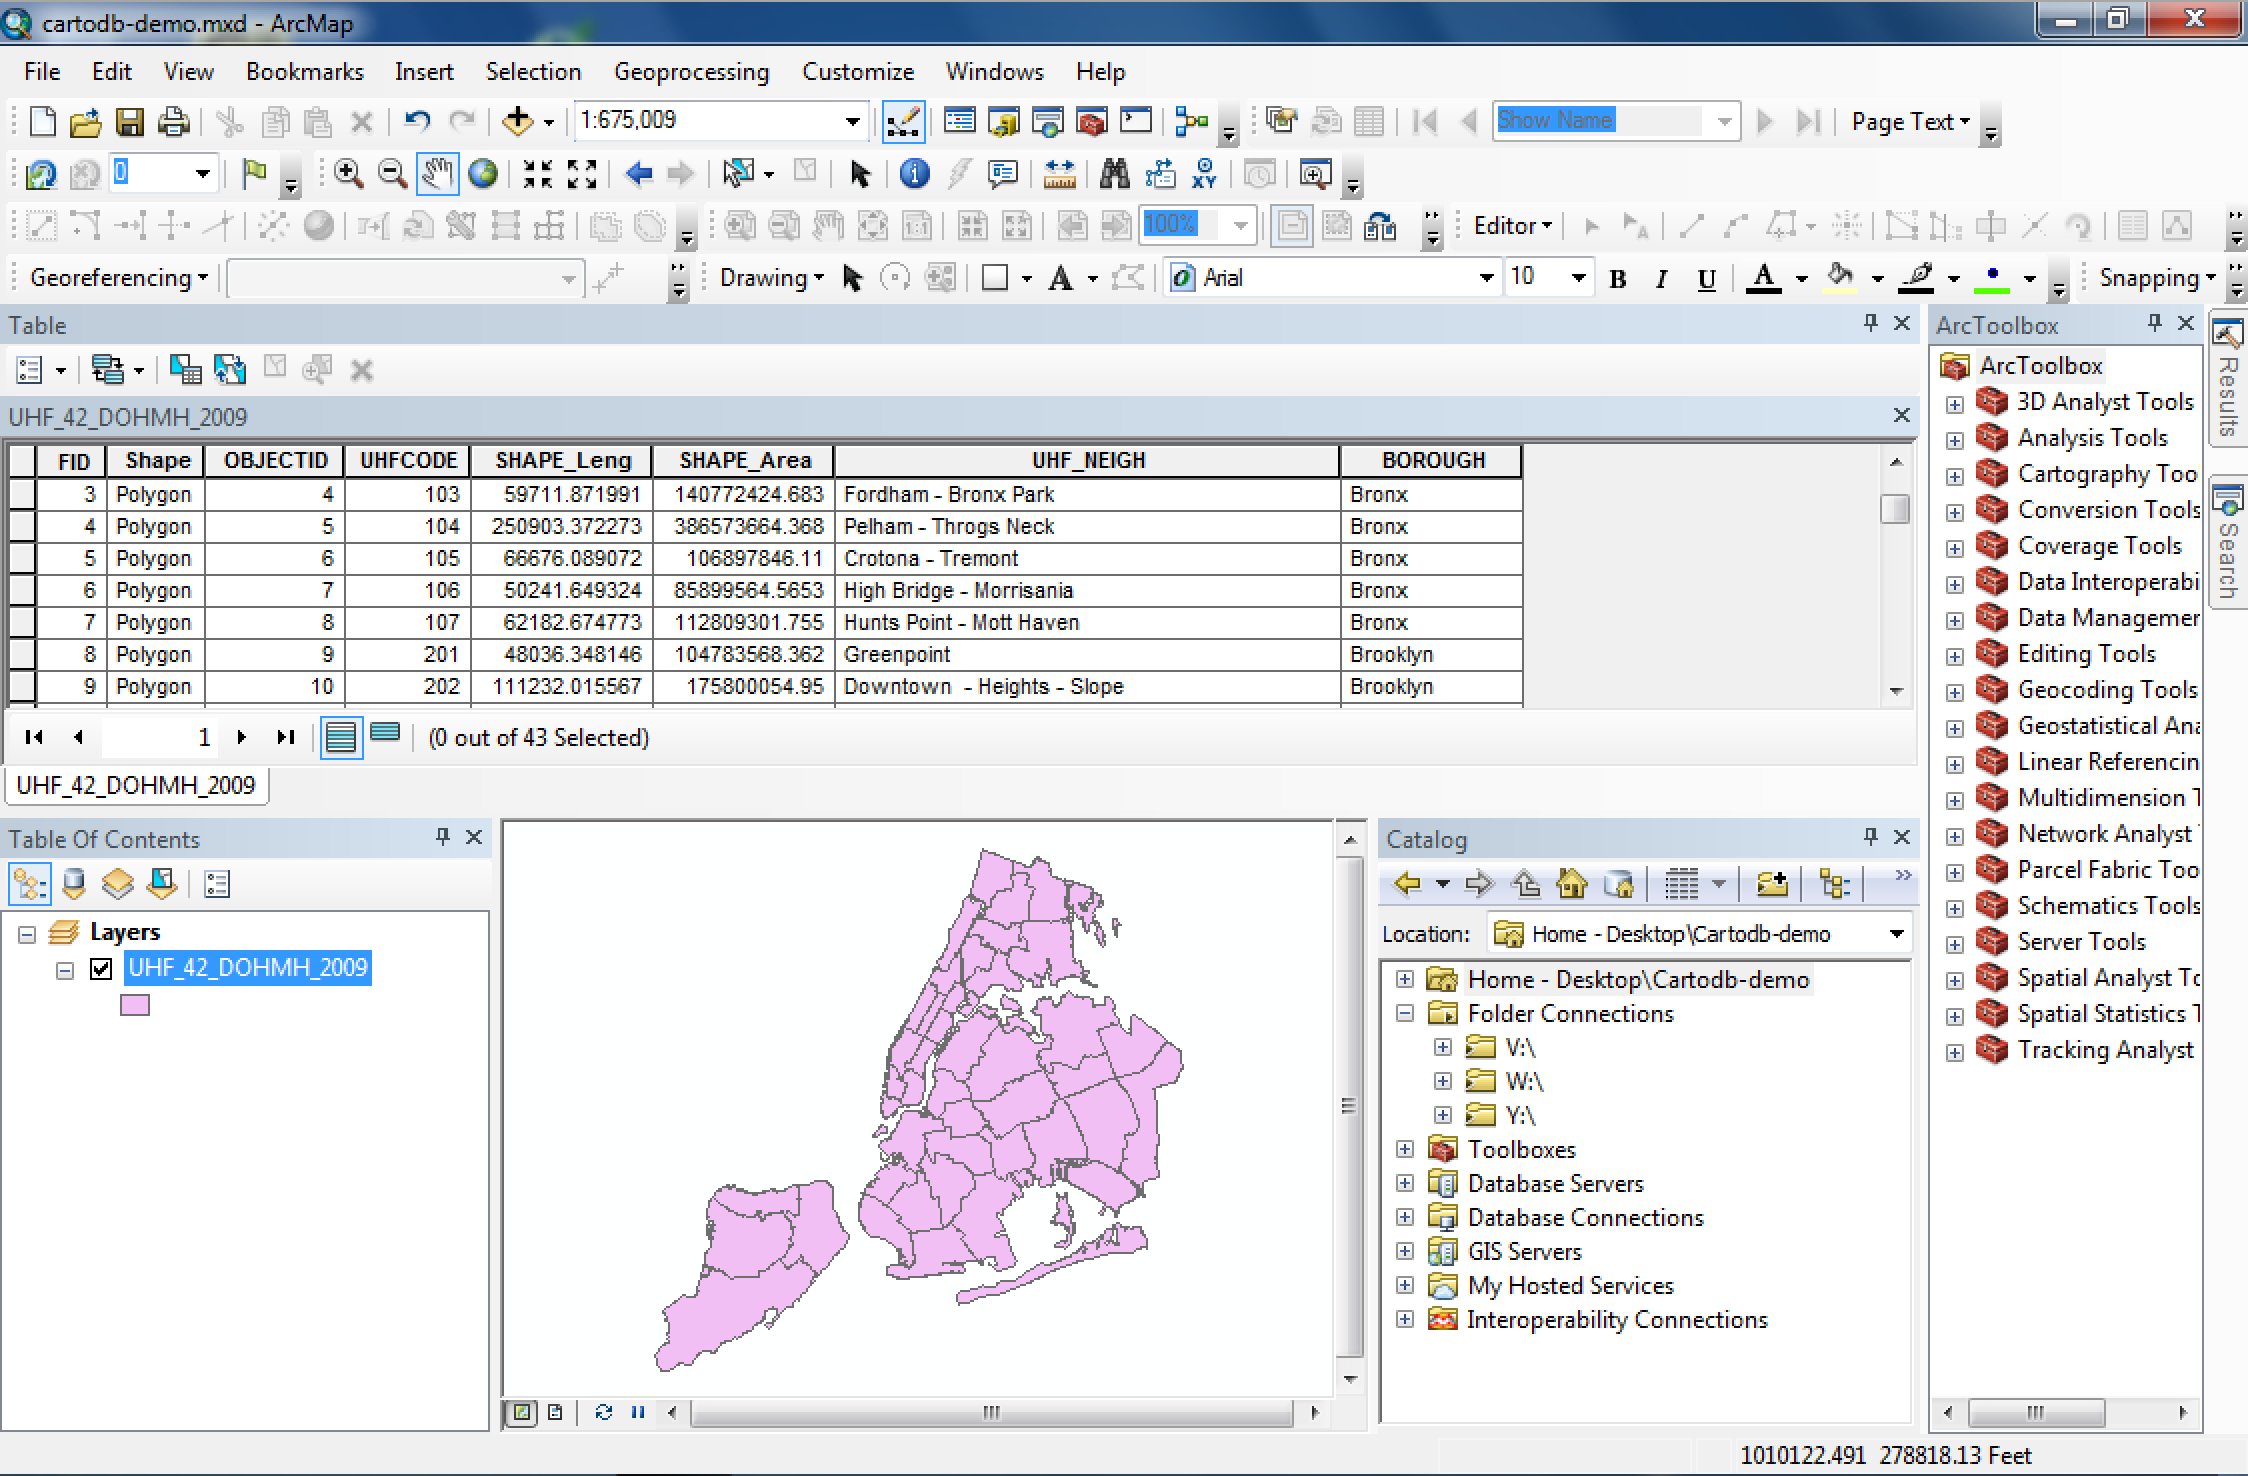 cartodb-demo.mxd - ArcMap
File Edit View Bookmarks Insert Selection Geoprocessing Customize Windows Help
1:675,009 Show Name Page Text
0 XY
1:1 100% Editor
Georeferencing Drawing A Arial 10 B I U A Snapping
Table
UHF_42_DOHMH_2009
FID Shape OBJECTID UHFCODE SHAPE_Leng SHAPE_Area UHF_NEIGH BOROUGH
3 Polygon 4 103 59711.871991 140772424.683 Fordham - Bronx Park Bronx
4 Polygon 5 104 250903.372273 386573664.368 Pelham - Throgs Neck Bronx
5 Polygon 6 105 66676.089072 106897846.11 Crotona - Tremont Bronx
6 Polygon 7 106 50241.649324 85899564.5653 High Bridge - Morrisania Bronx
7 Polygon 8 107 62182.674773 112809301.755 Hunts Point - Mott Haven Bronx
8 Polygon 9 201 48036.348146 104783568.362 Greenpoint Brooklyn
9 Polygon 10 202 111232.015567 175800054.95 Downtown  - Heights - Slope Brooklyn
1 (0 out of 43 Selected)
UHF_42_DOHMH_2009
Table Of Contents
Layers
UHF_42_DOHMH_2009
Catalog
Location: Home - Desktop\Cartodb-demo
Home - Desktop\Cartodb-demo
Folder Connections
V:\
W:\
Y:\
Toolboxes
Database Servers
Database Connections
GIS Servers
My Hosted Services
Interoperability Connections
ArcToolbox
ArcToolbox
3D Analyst Tools
Analysis Tools
Cartography Too
Conversion Tools
Coverage Tools
Data Interoperabi
Data Managemer
Editing Tools
Geocoding Tools
Geostatistical Ana
Linear Referencin
Multidimension T
Network Analyst
Parcel Fabric Too
Schematics Tools
Server Tools
Spatial Analyst To
Spatial Statistics T
Tracking Analyst
Results
Search
1010122.491 278818.13 Feet